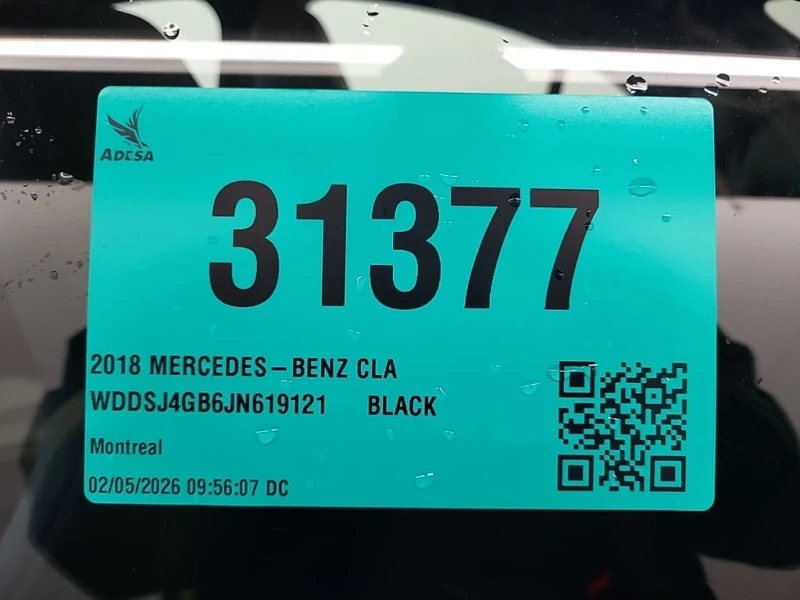 ADESA
31377
2018 MERCEDES-BENZ CLA
WDDSJ4GB6JN619121 BLACK
Montreal
02/05/2026 09:56:07 DC